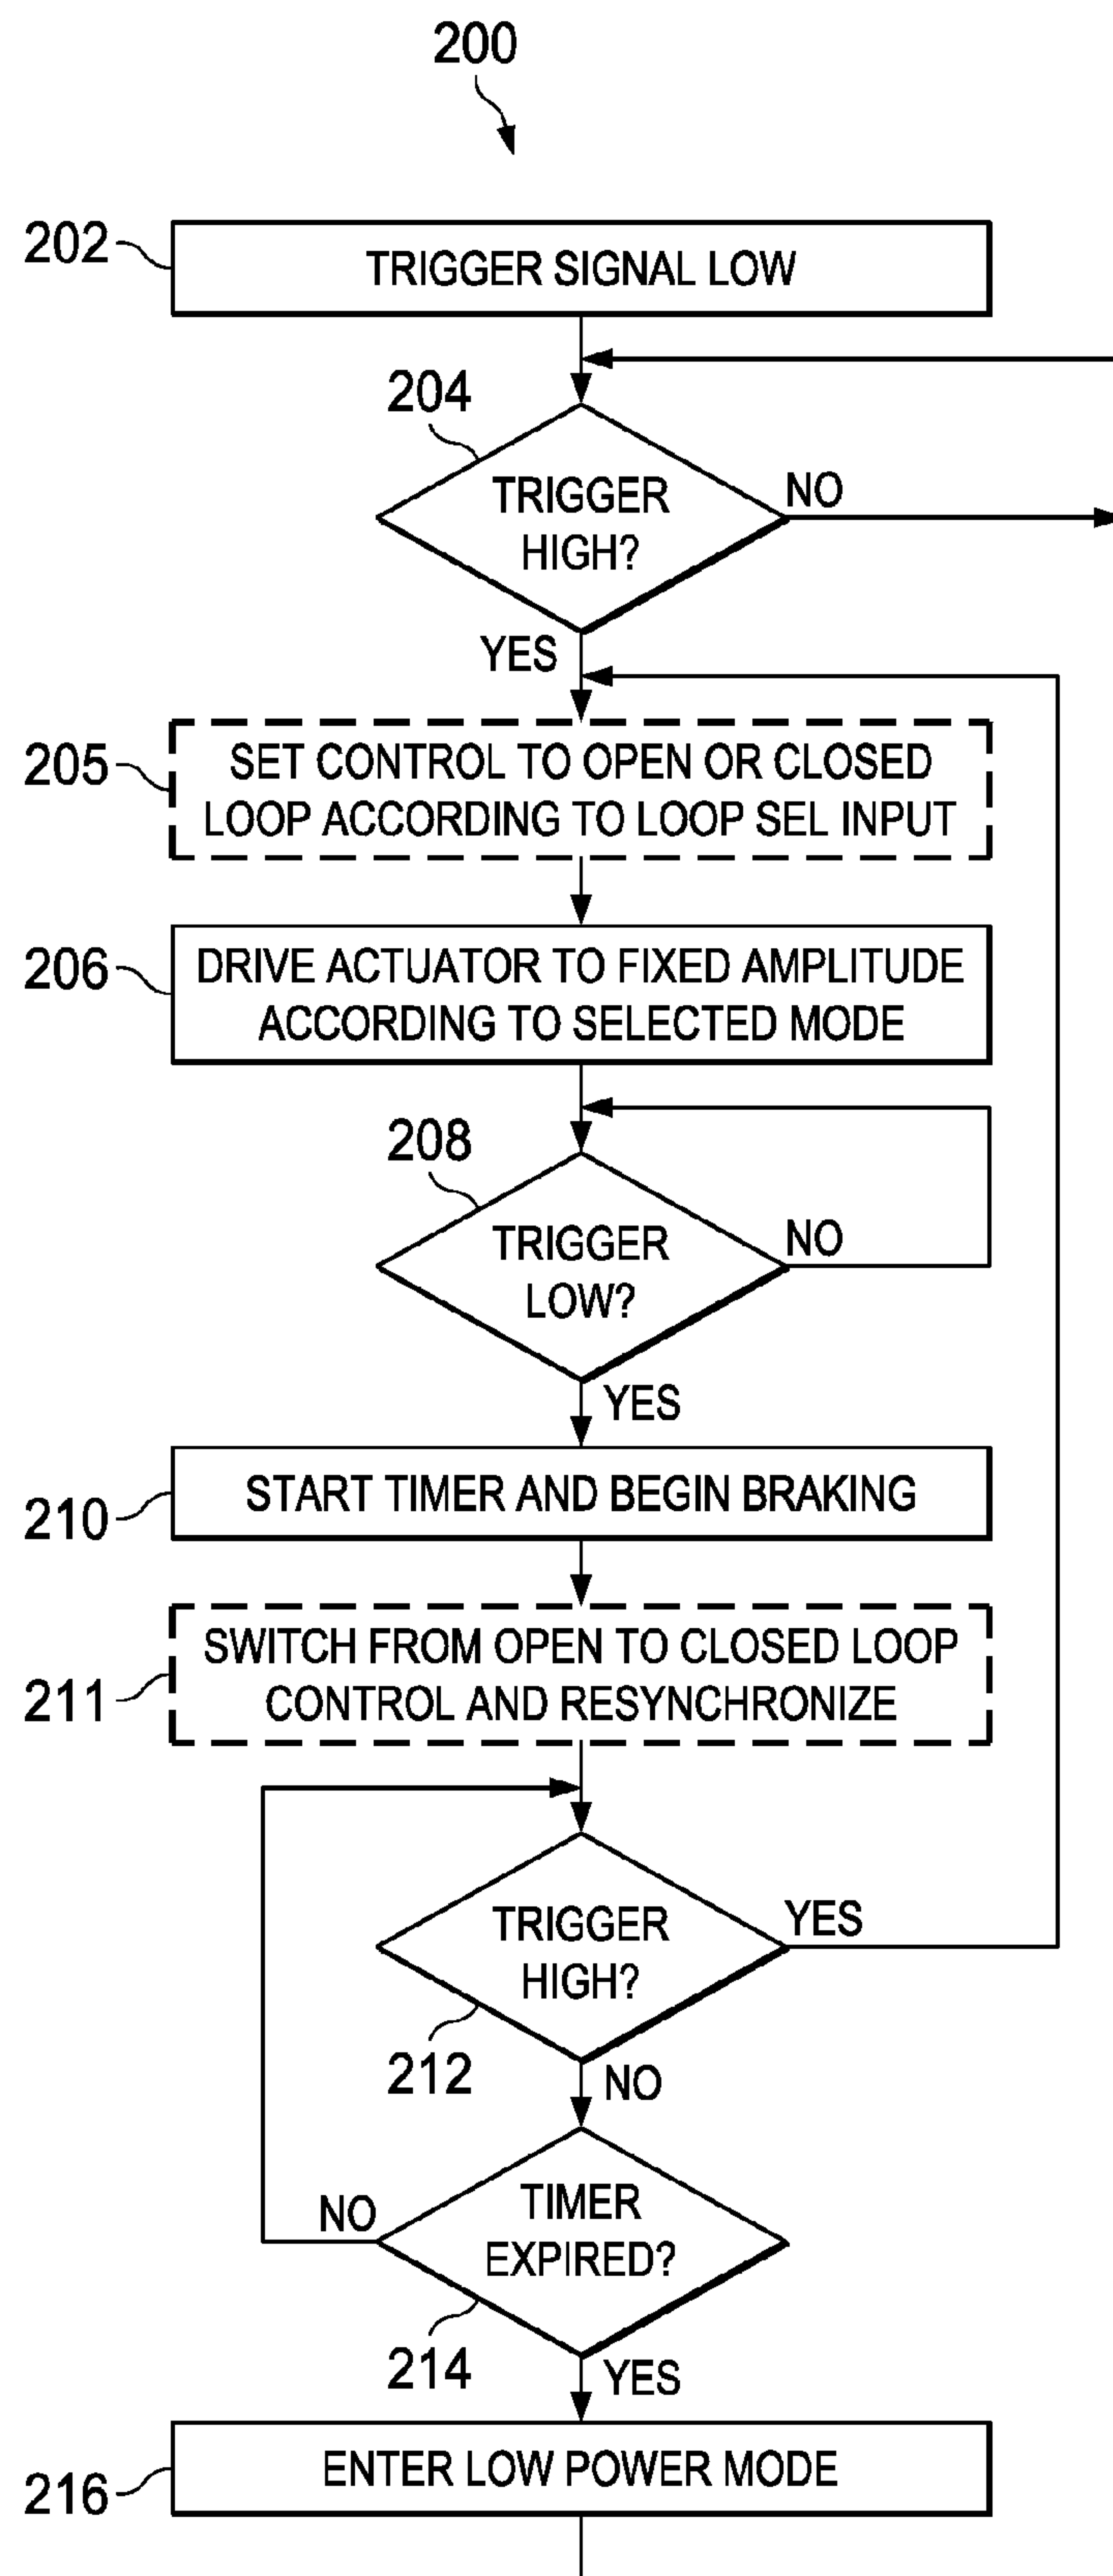 200
202
TRIGGER SIGNAL LOW
204
TRIGGER
HIGH?
NO
YES
205
SET CONTROL TO OPEN OR CLOSED
LOOP ACCORDING TO LOOP SEL INPUT
206
DRIVE ACTUATOR TO FIXED AMPLITUDE
ACCORDING TO SELECTED MODE
208
TRIGGER
LOW?
NO
YES
210
START TIMER AND BEGIN BRAKING
211
SWITCH FROM OPEN TO CLOSED LOOP
CONTROL AND RESYNCHRONIZE
TRIGGER
HIGH?
YES
212
NO
TIMER
EXPIRED?
NO
214
YES
216
ENTER LOW POWER MODE